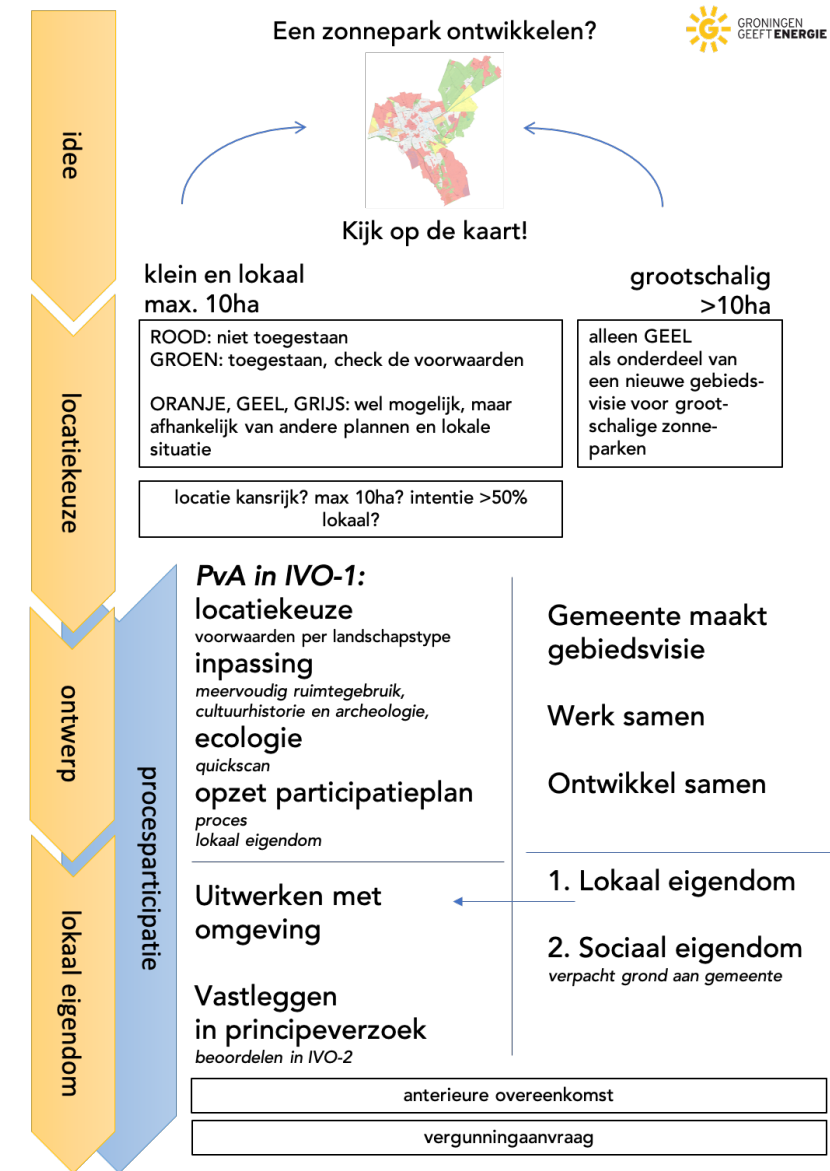 Een zonnepark ontwikkelen?
GRONINGEN
GEEFT ENERGIE
idee
Kijk op de kaart!
klein en lokaal
max. 10ha
grootschalig
>10ha
locatiekeuze
ROOD: niet toegestaan
GROEN: toegestaan, check de voorwaarden
ORANJE, GEEL, GRIJS: wel mogelijk, maar
afhankelijk van andere plannen en lokale
situatie
alleen GEEL
als onderdeel van
een nieuwe gebieds-
visie voor groot-
schalige zonne-
parken
locatie kansrijk? max 10ha? intentie >50%
lokaal?
ontwerp
procesparticipatie
PvA in IVO-1:
locatiekeuze
voorwaarden per landschapstype
inpassing
meervoudig ruimtegebruik,
cultuurhistorie en archeologie,
ecologie
quickscan
opzet participatieplan
proces
lokaal eigendom
Gemeente maakt
gebiedsvisie
Werk samen
Ontwikkel samen
lokaal eigendom
Uitwerken met
omgeving
Vastleggen
in principeverzoek
beoordelen in IVO-2
1. Lokaal eigendom
2. Sociaal eigendom
verpacht grond aan gemeente
anterieure overeenkomst
vergunningaanvraag